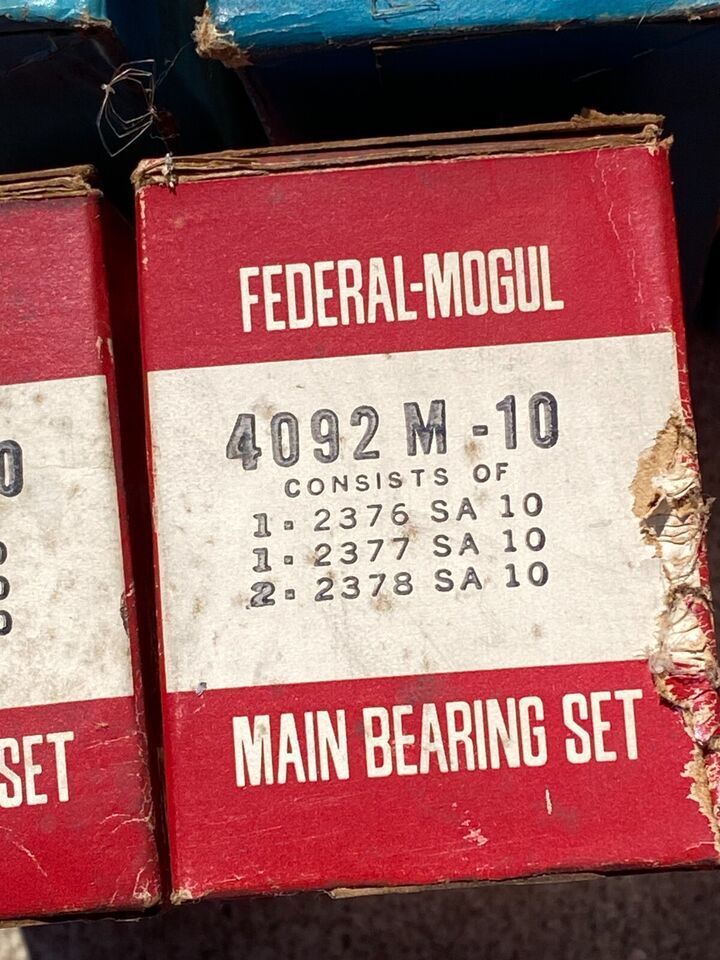 FEDERAL-MOGUL
4092 M -10
CONSISTS OF
1- 2376 SA 10
1- 2377 SA 10
2- 2378 SA 10
MAIN BEARING SET
SET